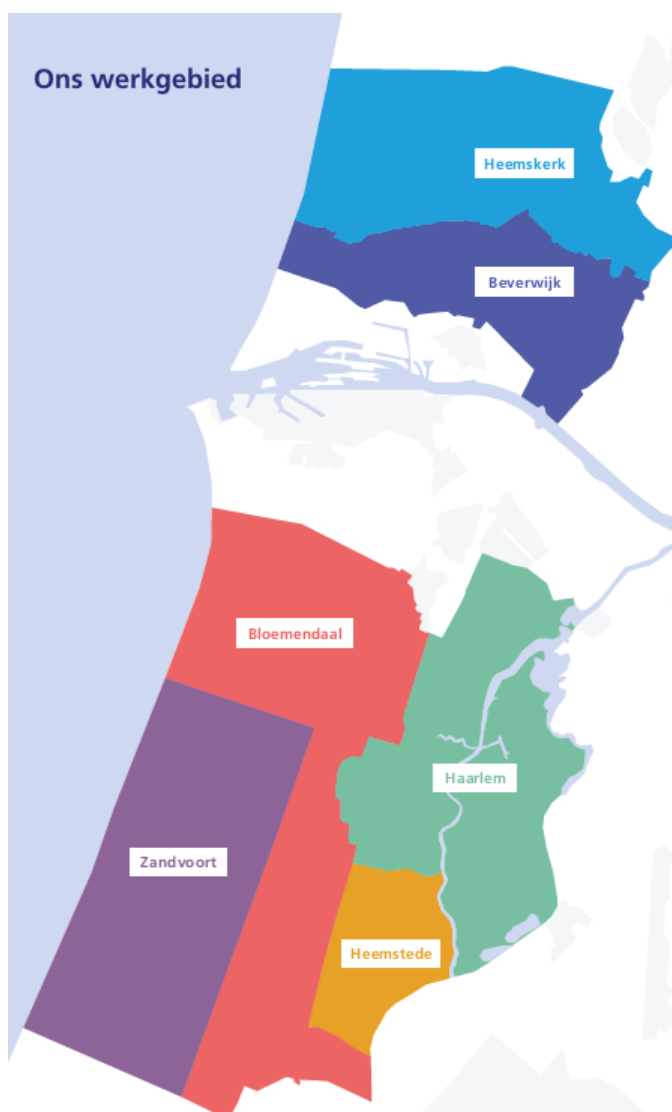 Ons werkgebied
Heemskerk
Beverwijk
Bloemendaal
Haarlem
Zandvoort
Heemstede